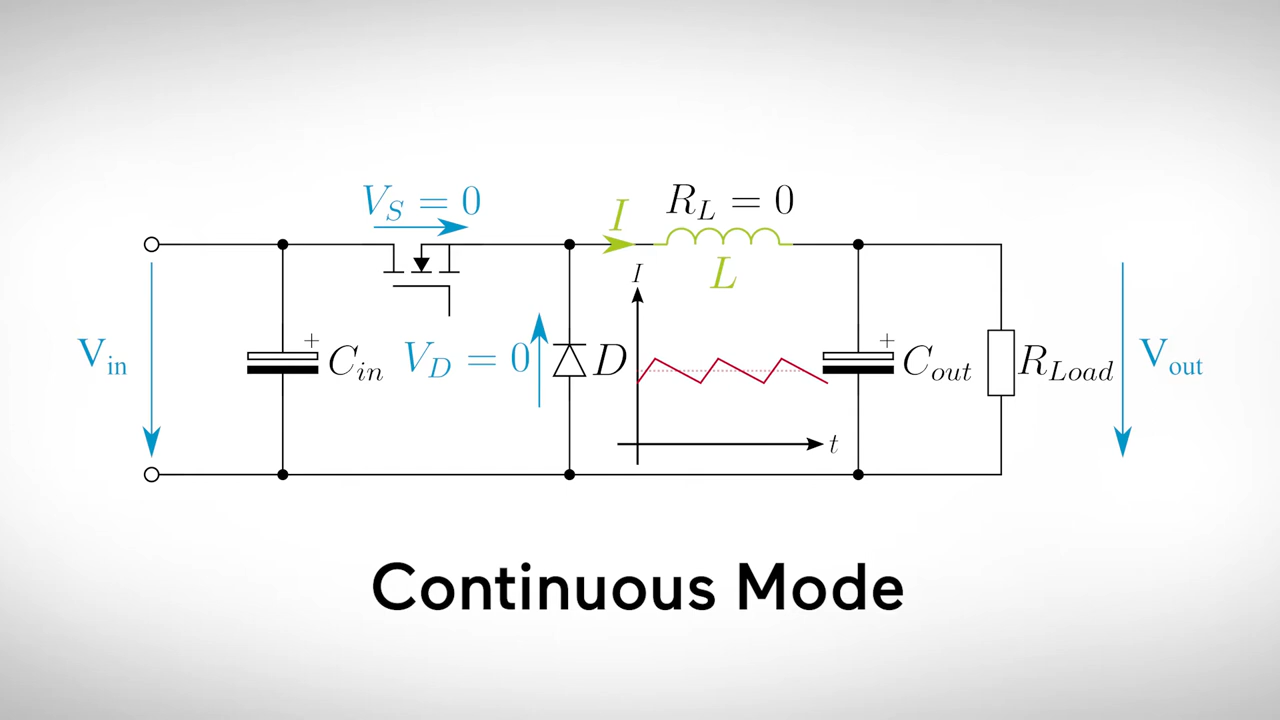 V_S = 0
I
R_L = 0
L
I
V_in
+
C_in
V_D = 0
D
+
C_out
R_Load
V_out
t
Continuous Mode